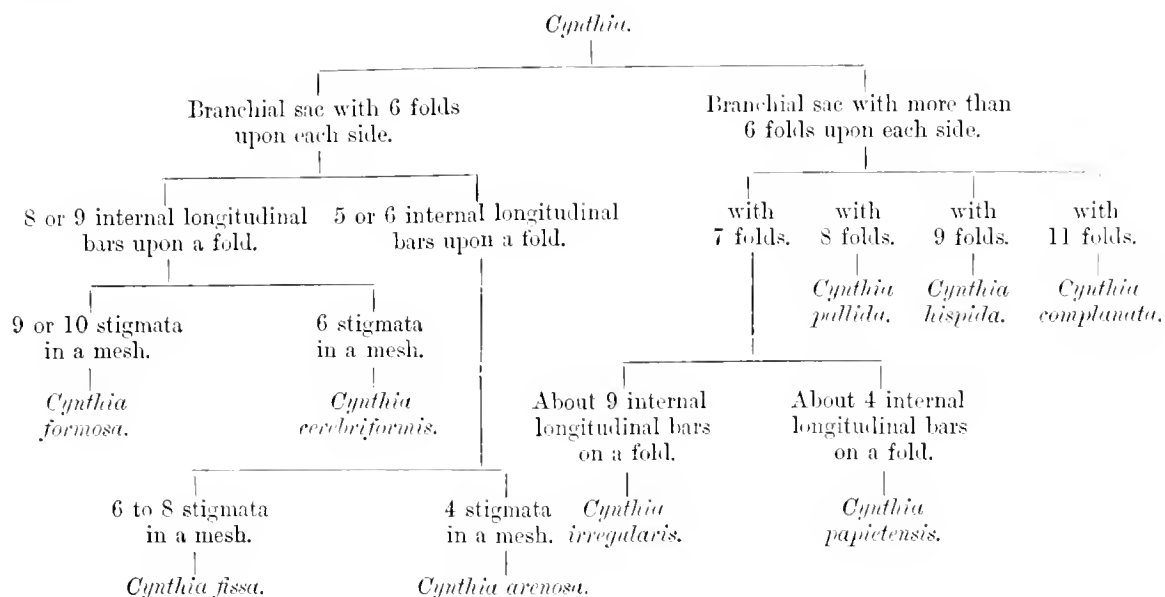 Cynthia.
Branchial sac with 6 folds
upon each side.
Branchial sac with more than
6 folds upon each side.
8 or 9 internal longitudinal
bars upon a fold.
5 or 6 internal longitudinal
bars upon a fold.
with
7 folds.
with
8 folds.
with
9 folds.
with
11 folds.
Cynthia
pallida.
Cynthia
hispida.
Cynthia
complanata.
9 or 10 stigmata
in a mesh.
6 stigmata
in a mesh.
Cynthia
formosa.
Cynthia
cerebriformis.
About 9 internal
longitudinal bars
on a fold.
About 4 internal
longitudinal bars
on a fold.
6 to 8 stigmata
in a mesh.
4 stigmata
in a mesh.
Cynthia
irregularis.
Cynthia
papietensis.
Cynthia fissa.
Cynthia arenosa.